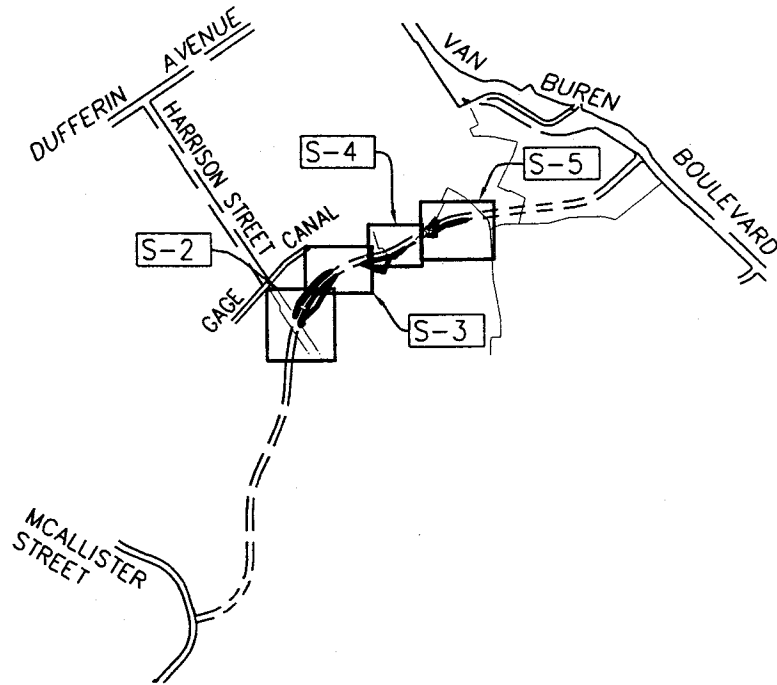 DUFFERIN AVENUE
HARRISON STREET
VAN BUREN BOULEVARD
S-4
S-5
S-2
GAGE CANAL
S-3
MCALLISTER
STREET